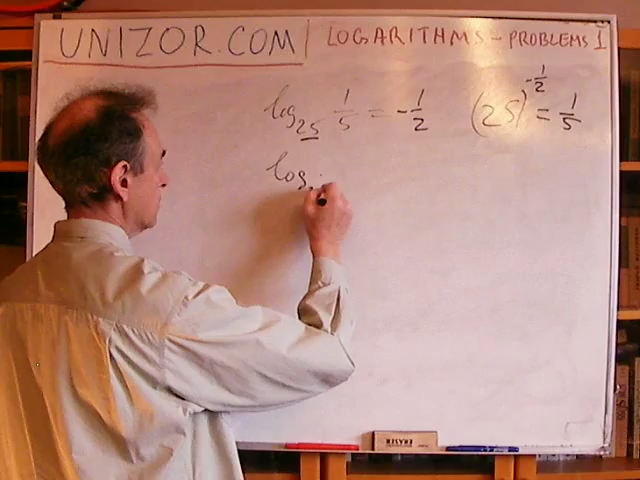 UNIZOR.COM | LOGARITHMS - PROBLEMS 1
log₂₅ 1/5 = -1/2 (25)^(-1/2) = 1/5
log